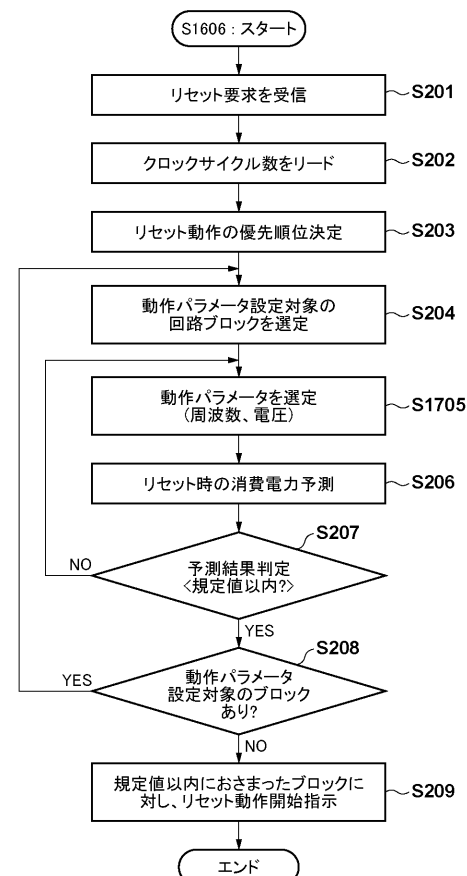 S1606 : スタート
リセット要求を受信
S201
クロックサイクル数をリード
S202
リセット動作の優先順位決定
S203
動作パラメータ設定対象の
回路ブロックを選定
S204
動作パラメータを選定
(周波数、電圧)
S1705
リセット時の消費電力予測
S206
S207
予測結果判定
<規定値以内?>
NO
YES
S208
動作パラメータ
設定対象のブロック
あり?
YES
NO
規定値以内におさまったブロックに
対し、リセット動作開始指示
S209
エンド